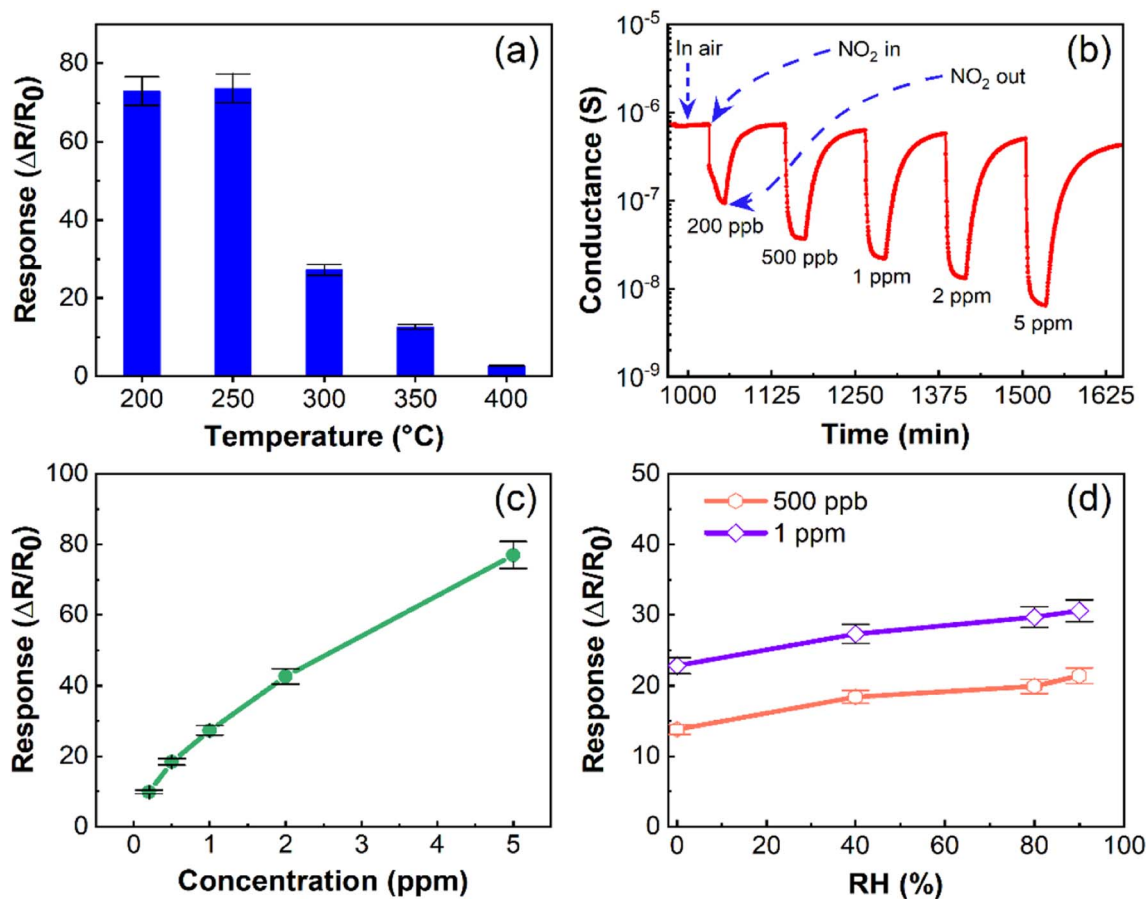 (a)
Response (ΔR/R₀)
80
60
40
20
0
200 250 300 350 400
Temperature (°C)
(b)
In air
NO₂ in
NO₂ out
Conductance (S)
10⁻⁵
10⁻⁶
10⁻⁷
10⁻⁸
10⁻⁹
200 ppb
500 ppb
1 ppm
2 ppm
5 ppm
1000 1125 1250 1375 1500 1625
Time (min)
(c)
Response (ΔR/R₀)
100
80
60
40
20
0
0 1 2 3 4 5
Concentration (ppm)
(d)
500 ppb
1 ppm
Response (ΔR/R₀)
50
40
30
20
10
0
0 20 40 60 80 100
RH (%)